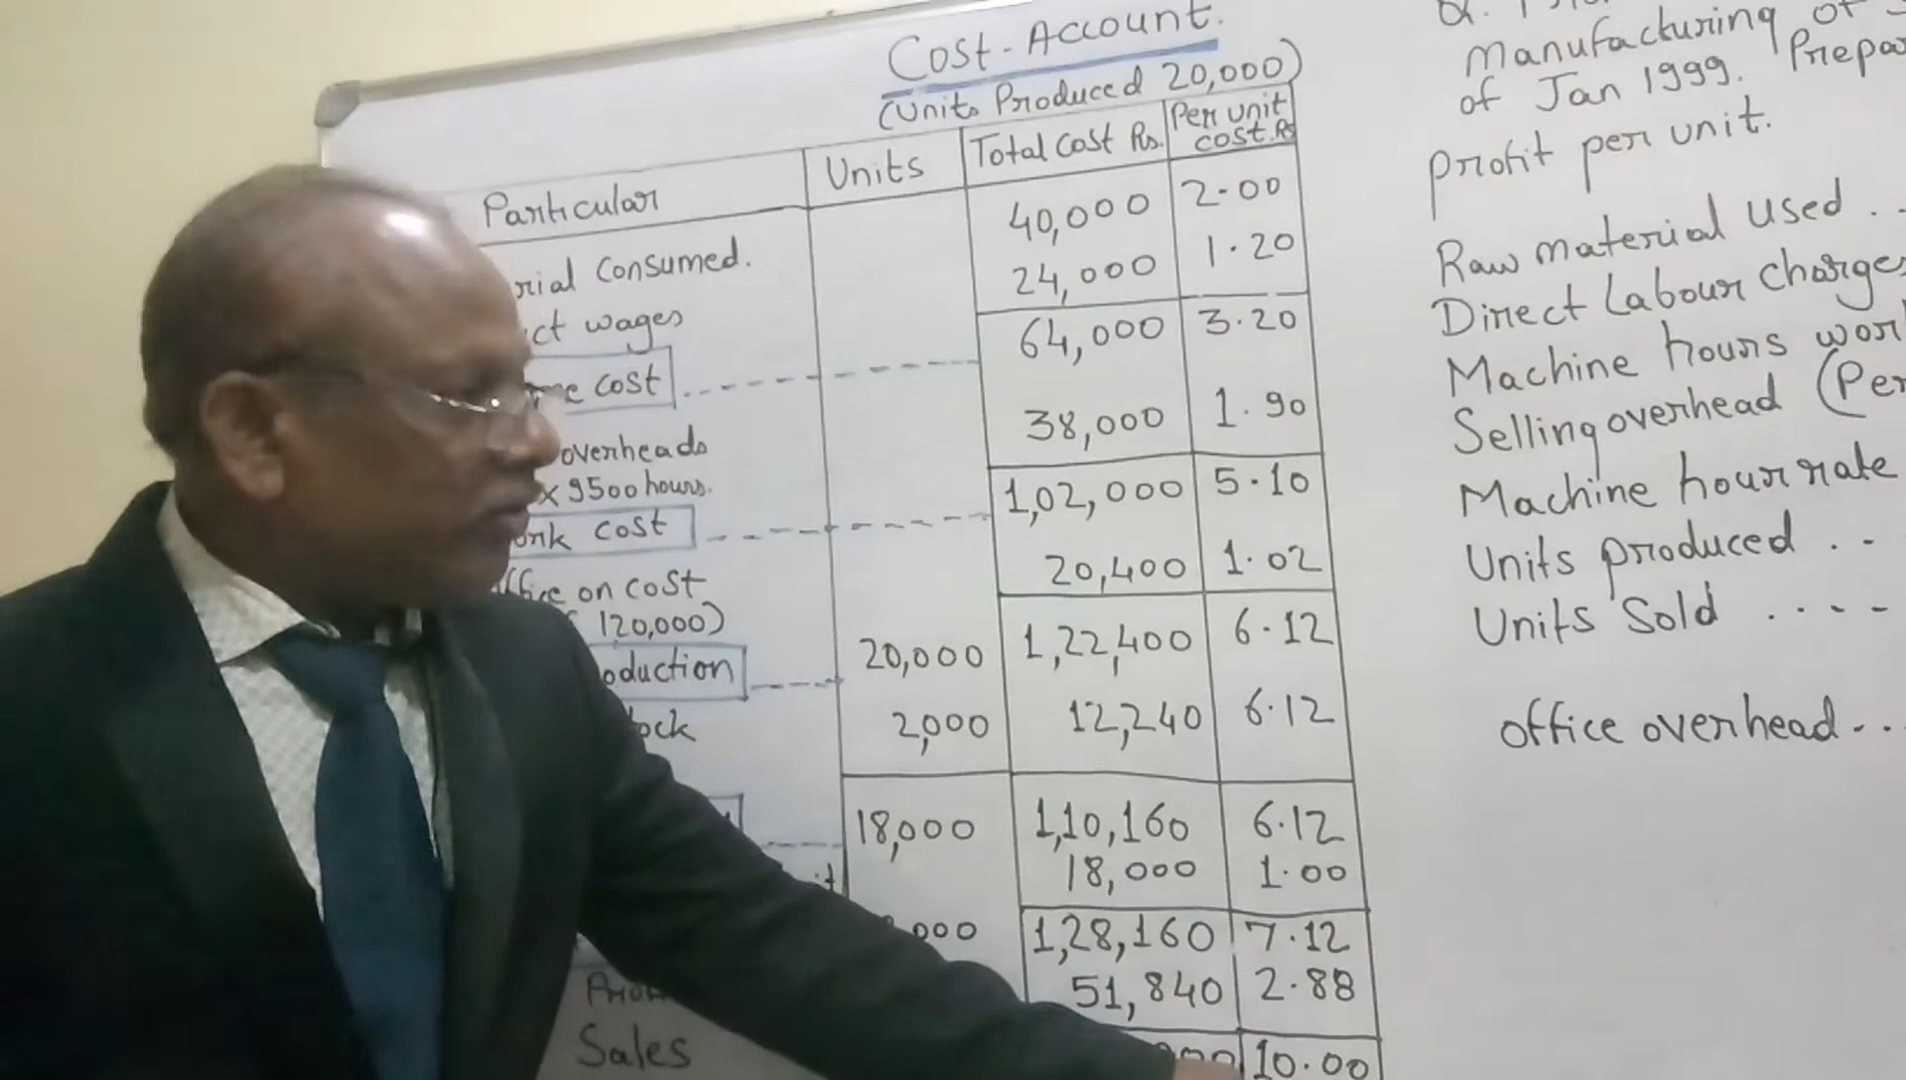 Cost-Account.
(Units Produced 20,000)
Particular Units Total Cost Rs. Per unit cost.Rs
rial Consumed. 40,000 2.00
ct wages 24,000 1.20
cost 64,000 3.20
overheads 38,000 1.90
x 9500 hours.
ork cost 1,02,000 5.10
ffice on cost 20,400 1.02
120,000)
oduction 20,000 1,22,400 6.12
ock 2,000 12,240 6.12
18,000 1,10,160 6.12
18,000 1.00
000 1,28,160 7.12
51,840 2.88
Sales 10.00
Manufacturing of
of Jan 1999. Prepa
profit per unit.
Raw material used . .
Direct Labour Charges
Machine hours wor
Selling overhead (Per
Machine hour rate
Units produced . .
Units Sold . . . .
office overhead . . .